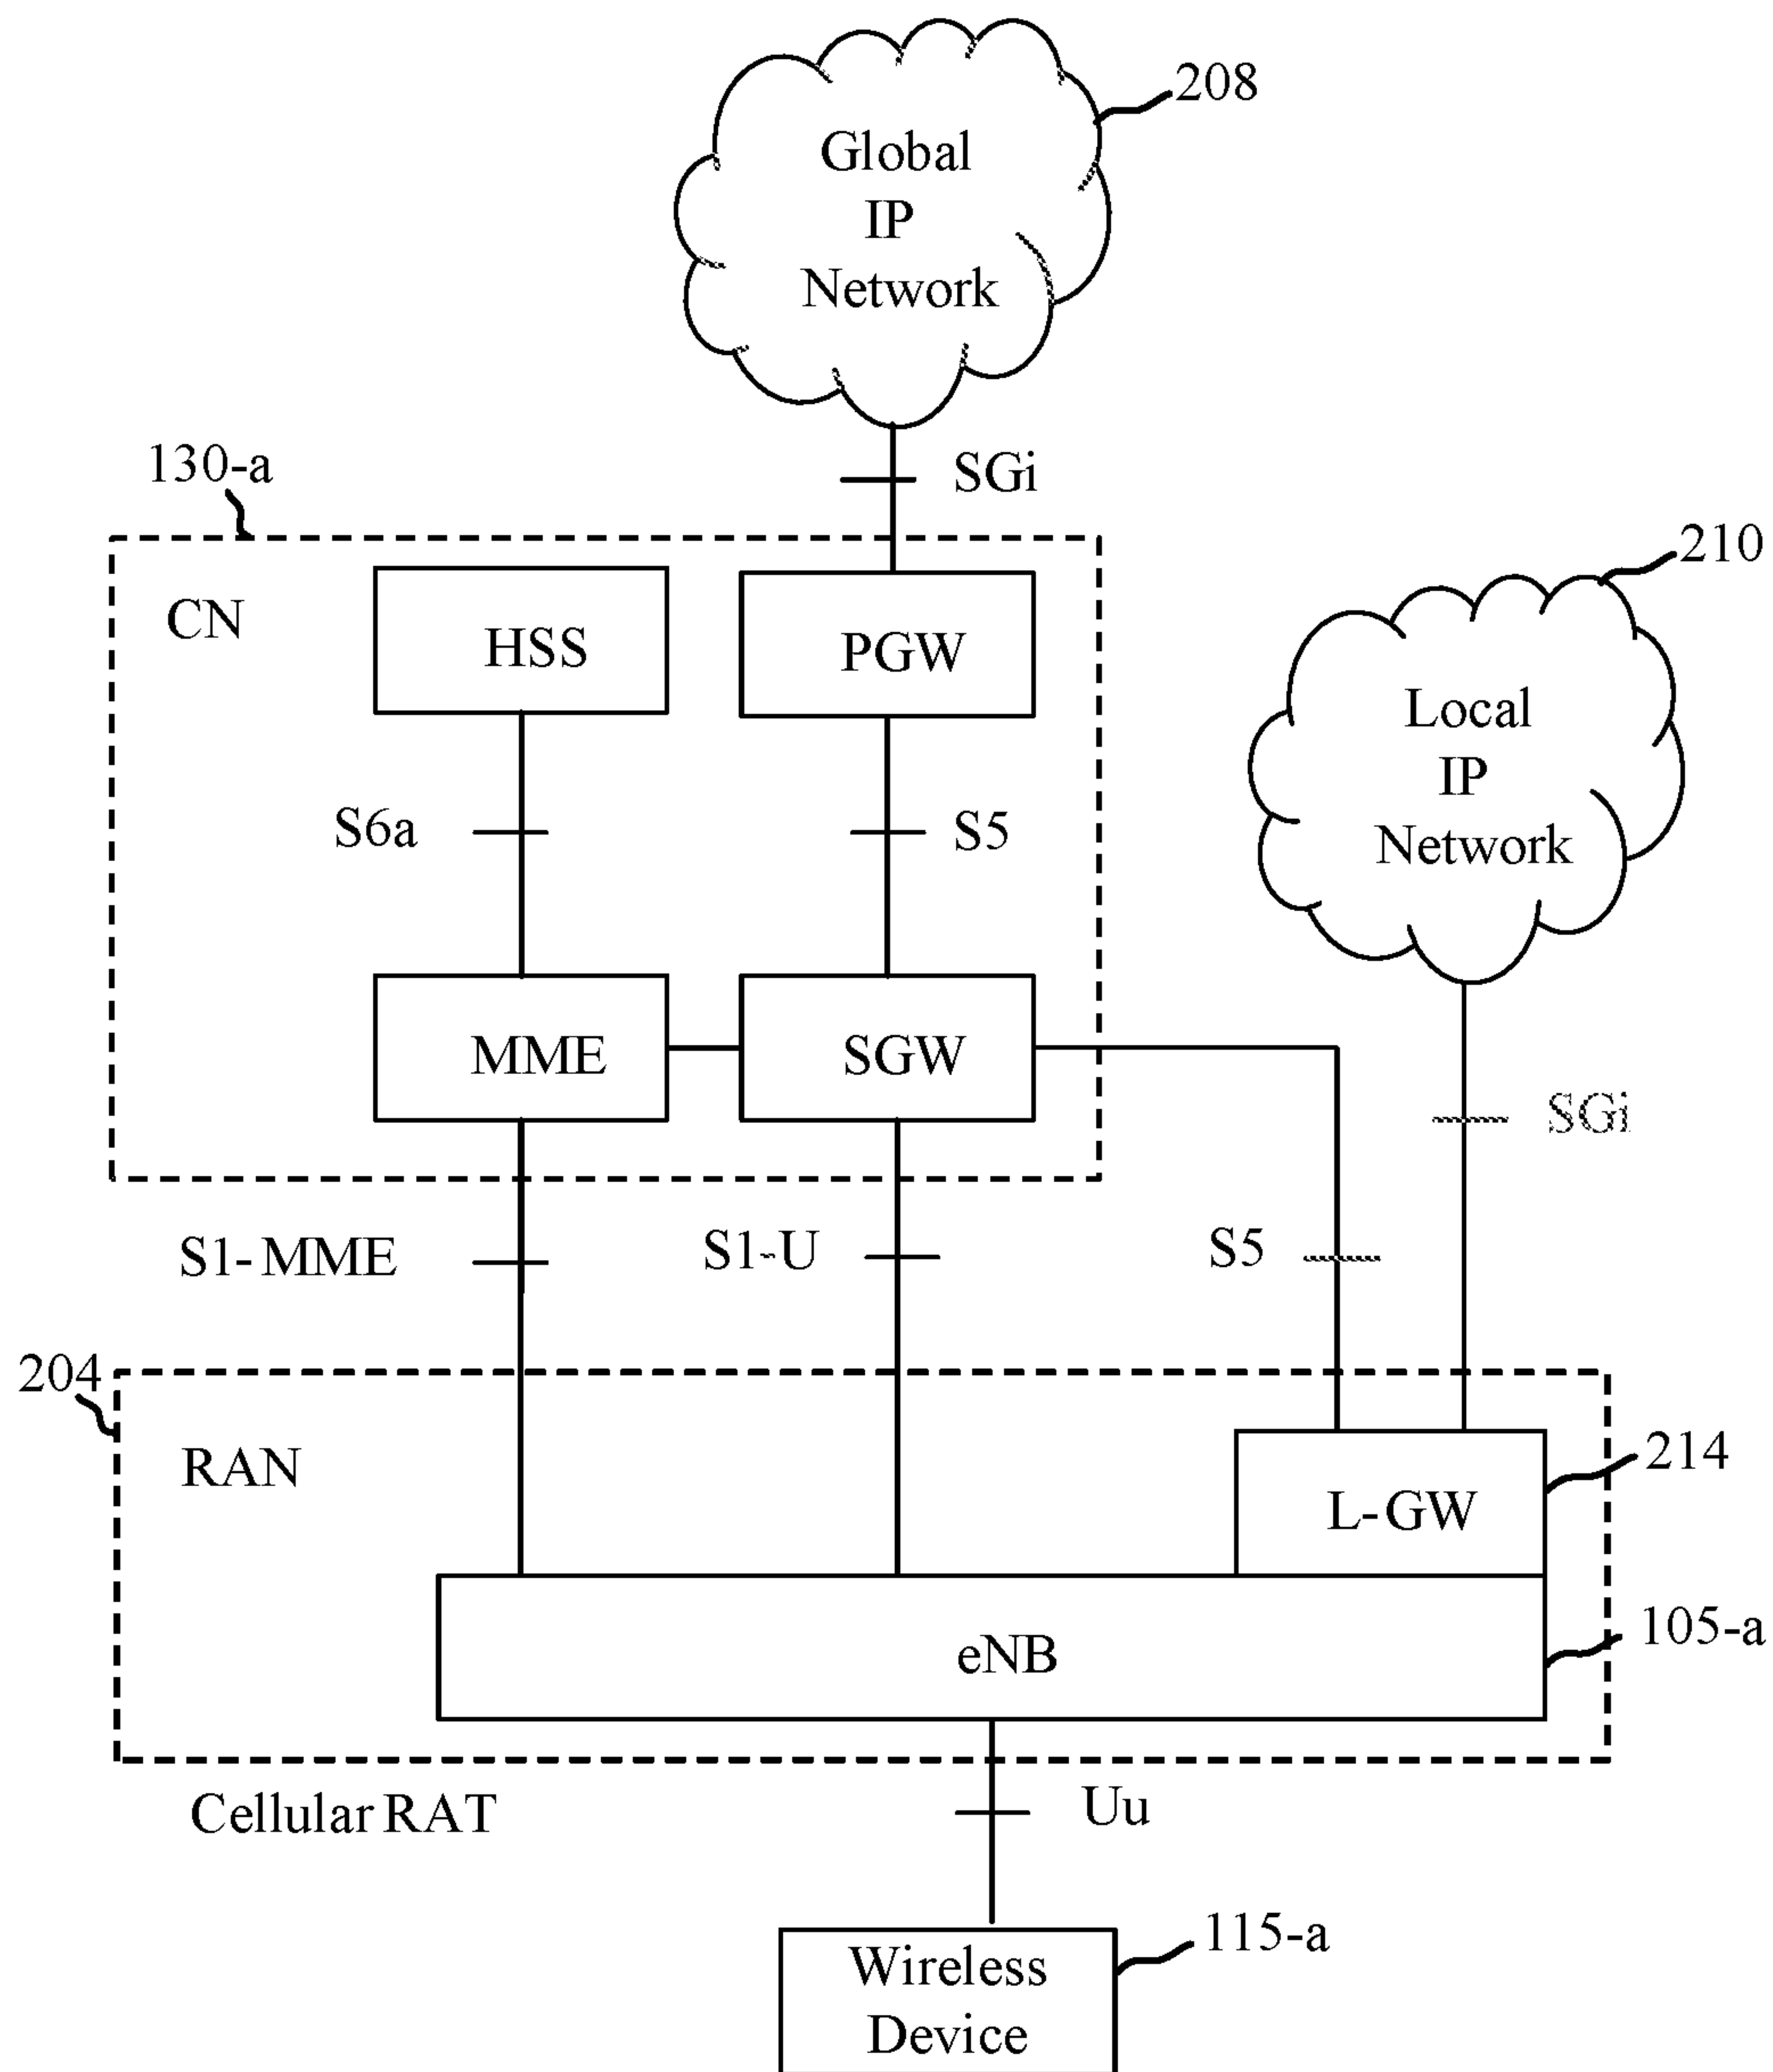 208
Global
IP
Network
130-a
SGi
210
CN
HSS
PGW
Local
IP
Network
S6a
S5
MME
SGW
SGi
S1-MME
S1-U
S5
204
RAN
214
L-GW
105-a
eNB
Cellular RAT
Uu
115-a
Wireless
Device